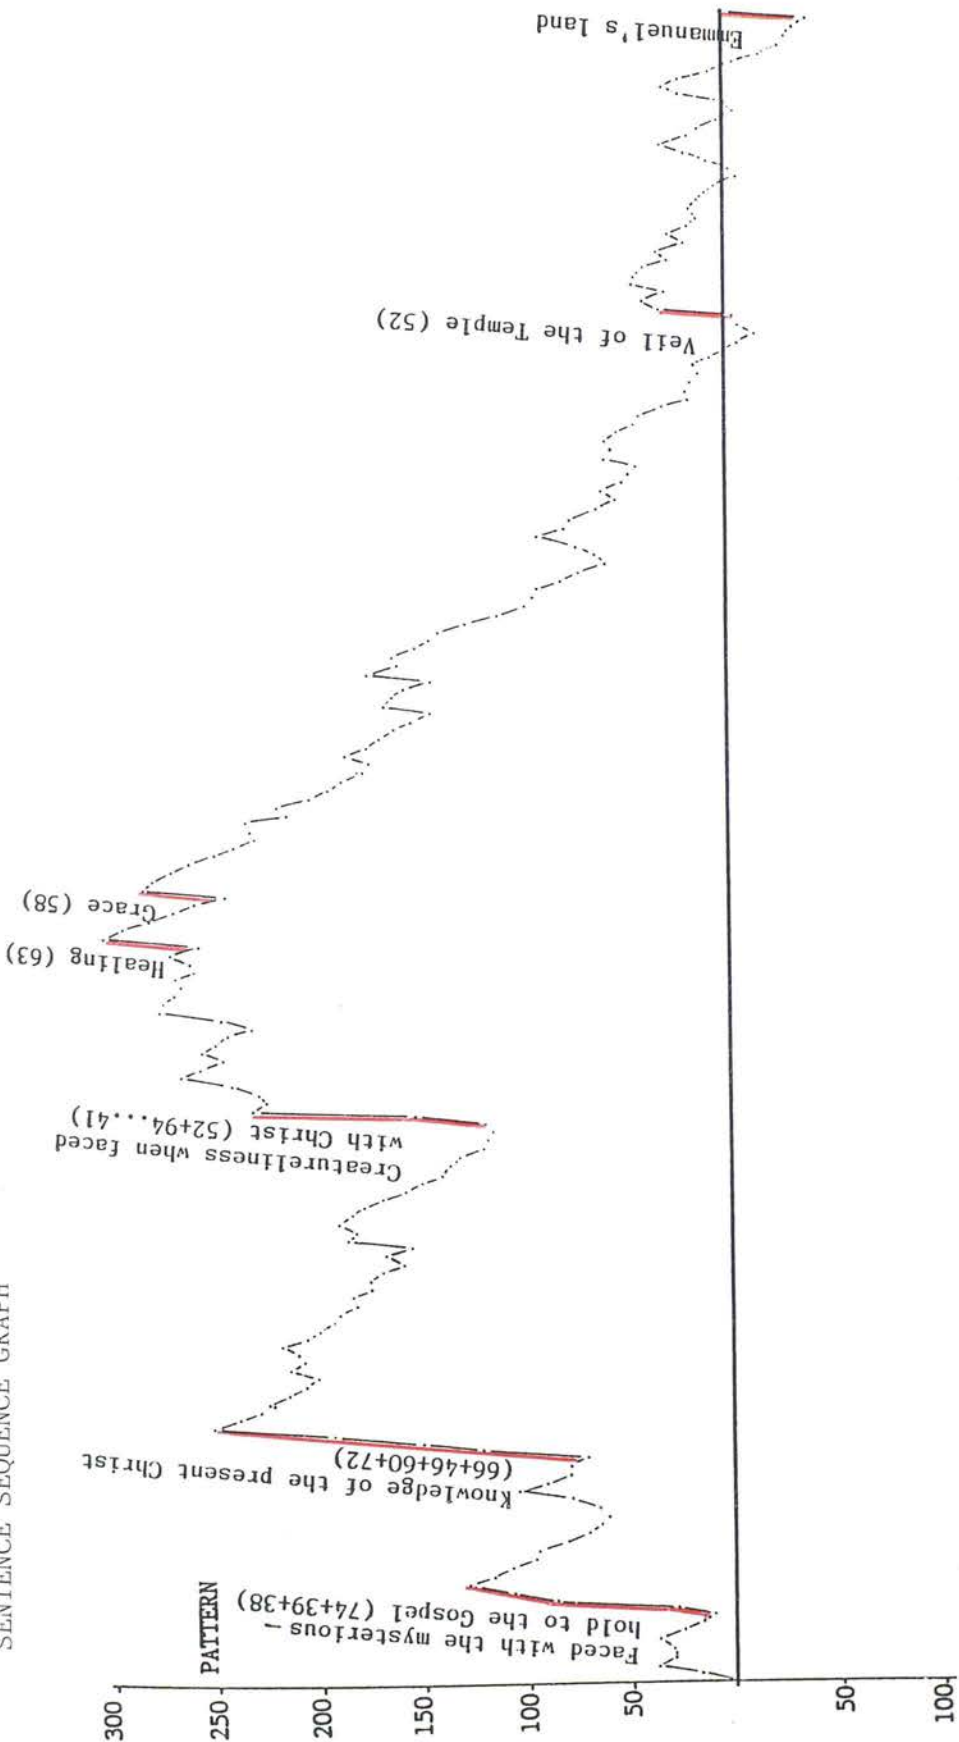 SENTENCE SEQUENCE GRAPH
PATTERN
300
250
200
150
100
50
50
100
Faced with the mysterious —
hold to the Gospel (74+39+38)
Knowledge of the present Christ
(66+46+60+72)
Creatureliness when faced
with Christ (52+94...41)
Healing (63)
Grace (58)
Veil of the Temple (52)
Emmanuel's land